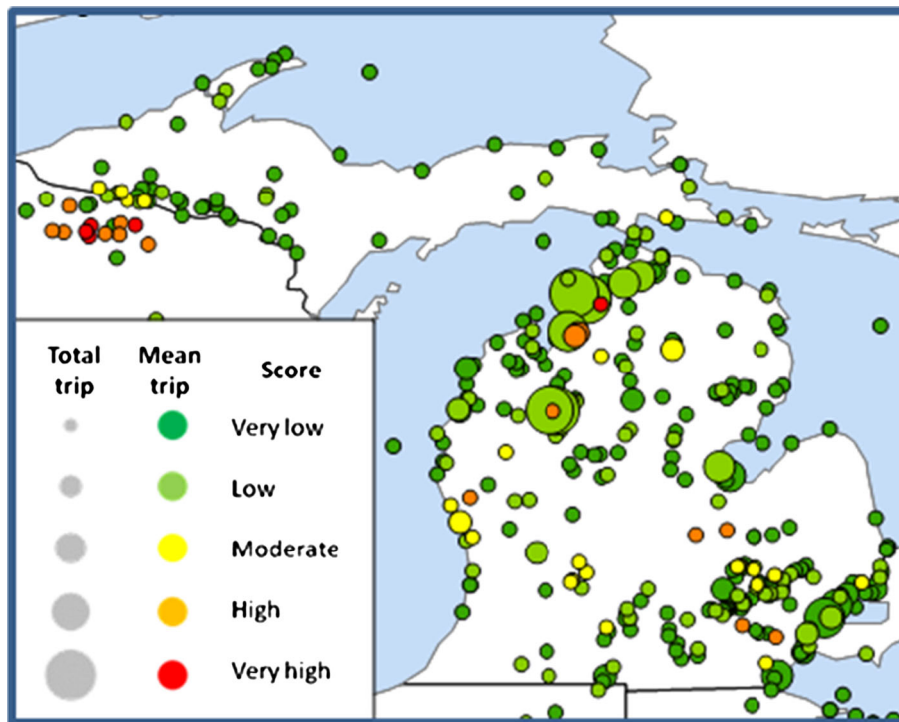 Total
trip
Mean
trip
Score
Very low
Low
Moderate
High
Very high